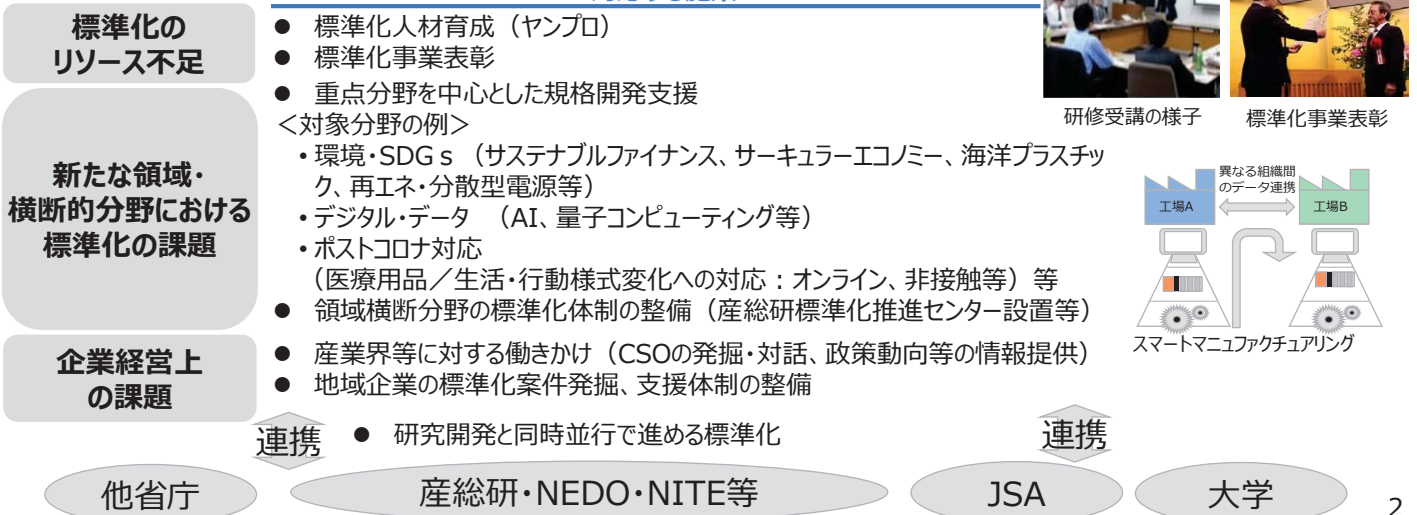 標準化の
リソース不足
● 標準化人材育成（ヤンプロ）
● 標準化事業表彰
● 重点分野を中心とした規格開発支援
＜対象分野の例＞
・環境・SDGｓ （サステナブルファイナンス、サーキュラーエコノミー、海洋プラスチッ
ク、再エネ・分散型電源等）
・デジタル・データ （AI、量子コンピューティング等）
・ポストコロナ対応
（医療用品／生活・行動様式変化への対応：オンライン、非接触等）等
● 領域横断分野の標準化体制の整備（産総研標準化推進センター設置等）
新たな領域・
横断的分野における
標準化の課題
研修受講の様子
標準化事業表彰
異なる組織間
のデータ連携
工場A
工場B
スマートマニュファクチュアリング
企業経営上
の課題
● 産業界等に対する働きかけ（CSOの発掘・対話、政策動向等の情報提供）
● 地域企業の標準化案件発掘、支援体制の整備
連携
● 研究開発と同時並行で進める標準化
連携
他省庁
産総研・NEDO・NITE等
JSA
大学
2